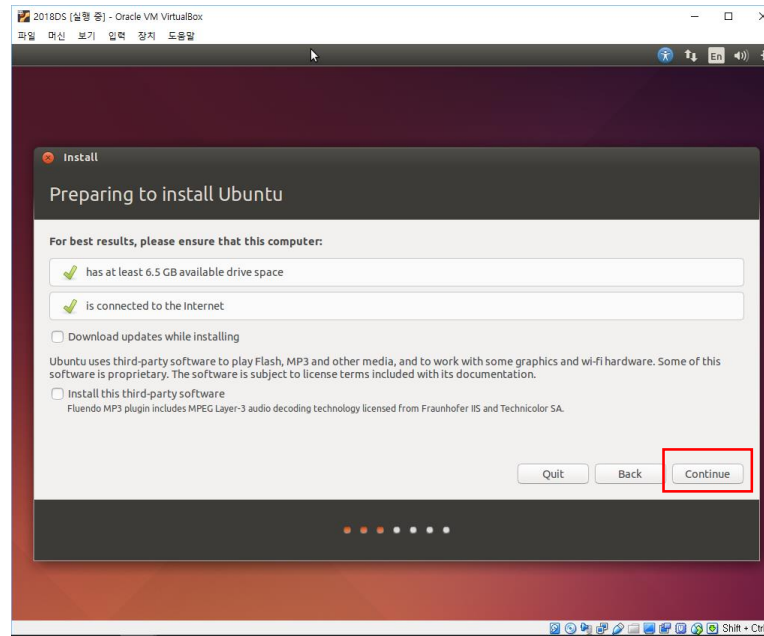 2018DS [실행 중] - Oracle VM VirtualBox
파일 머신 보기 입력 장치 도움말
En
Install
Preparing to install Ubuntu
For best results, please ensure that this computer:
has at least 6.5 GB available drive space
is connected to the Internet
Download updates while installing
Ubuntu uses third-party software to play Flash, MP3 and other media, and to work with some graphics and wi-fi hardware. Some of this
software is proprietary. The software is subject to license terms included with its documentation.
Install this third-party software
Fluendo MP3 plugin includes MPEG Layer-3 audio decoding technology licensed from Fraunhofer IIS and Technicolor SA.
Quit Back Continue
Shift + Ctrl